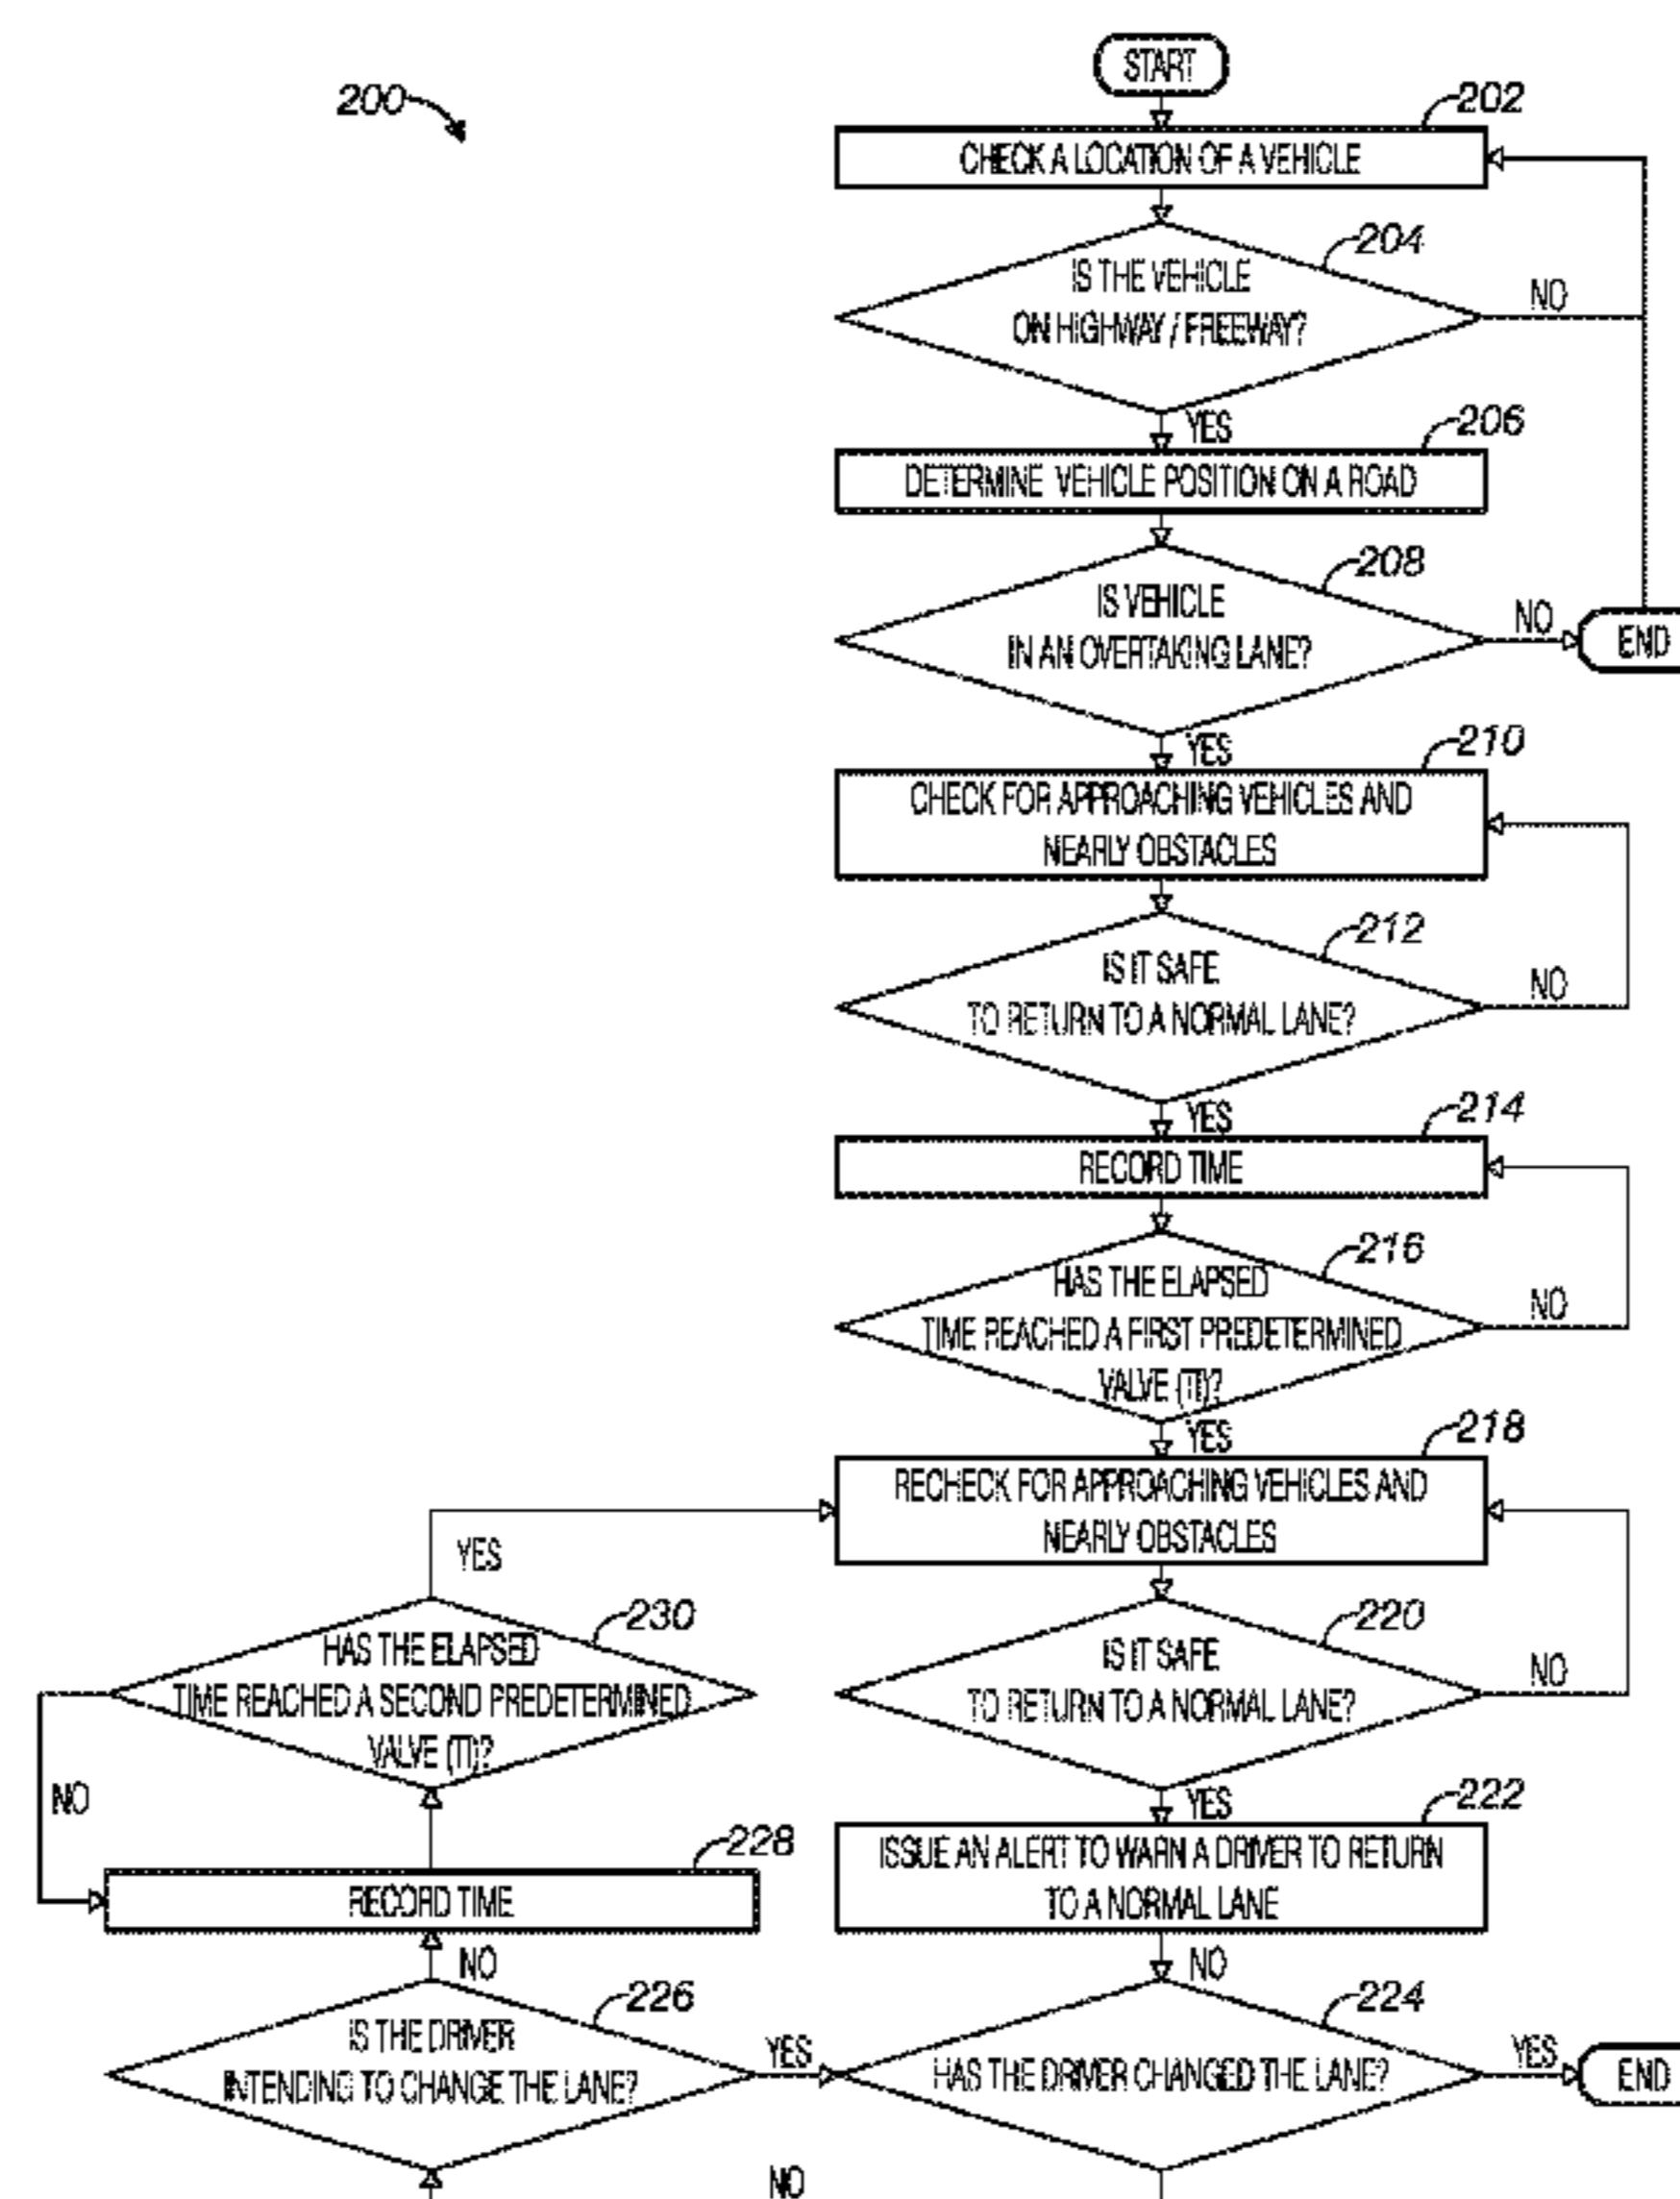 START
200
202
CHECK A LOCATION OF A VEHICLE
204
IS THE VEHICLE
ON HIGHWAY / FREEWAY?
NO
YES
206
DETERMINE VEHICLE POSITION ON A ROAD
208
IS VEHICLE
IN AN OVERTAKING LANE?
NO
END
YES
210
CHECK FOR APPROACHING VEHICLES AND
NEARLY OBSTACLES
212
IS IT SAFE
TO RETURN TO A NORMAL LANE?
NO
YES
214
RECORD TIME
216
HAS THE ELAPSED
TIME REACHED A FIRST PREDETERMINED
VALVE (TI)?
NO
YES
218
RECHECK FOR APPROACHING VEHICLES AND
NEARLY OBSTACLES
YES
230
HAS THE ELAPSED
TIME REACHED A SECOND PREDETERMINED
VALVE (TI)?
NO
220
IS IT SAFE
TO RETURN TO A NORMAL LANE?
NO
YES
222
ISSUE AN ALERT TO WARN A DRIVER TO RETURN
TO A NORMAL LANE
228
RECORD TIME
NO
NO
226
IS THE DRIVER
INTENDING TO CHANGE THE LANE?
YES
224
HAS THE DRIVER CHANGED THE LANE?
YES
END
NO